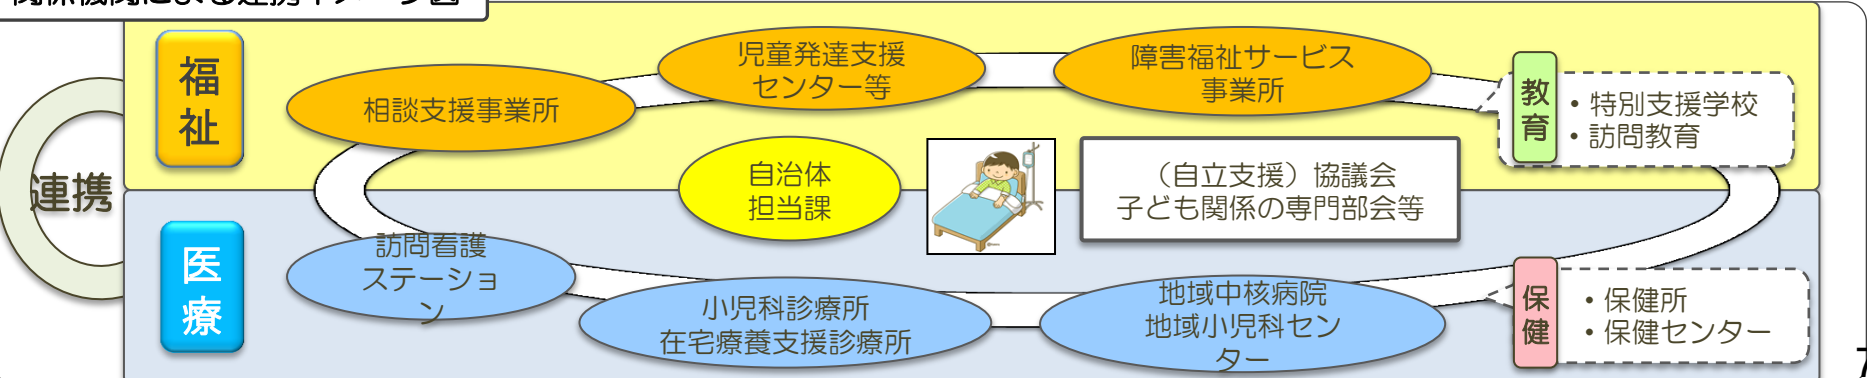 関係機関による連携イメージ図
福祉
児童発達支援
センター等
障害福祉サービス
事業所
相談支援事業所
教育
・特別支援学校
・訪問教育
連携
自治体
担当課
（自立支援）協議会
子ども関係の専門部会等
医療
訪問看護
ステーショ
ン
小児科診療所
在宅療養支援診療所
地域中核病院
地域小児科セン
ター
保健
・保健所
・保健センター